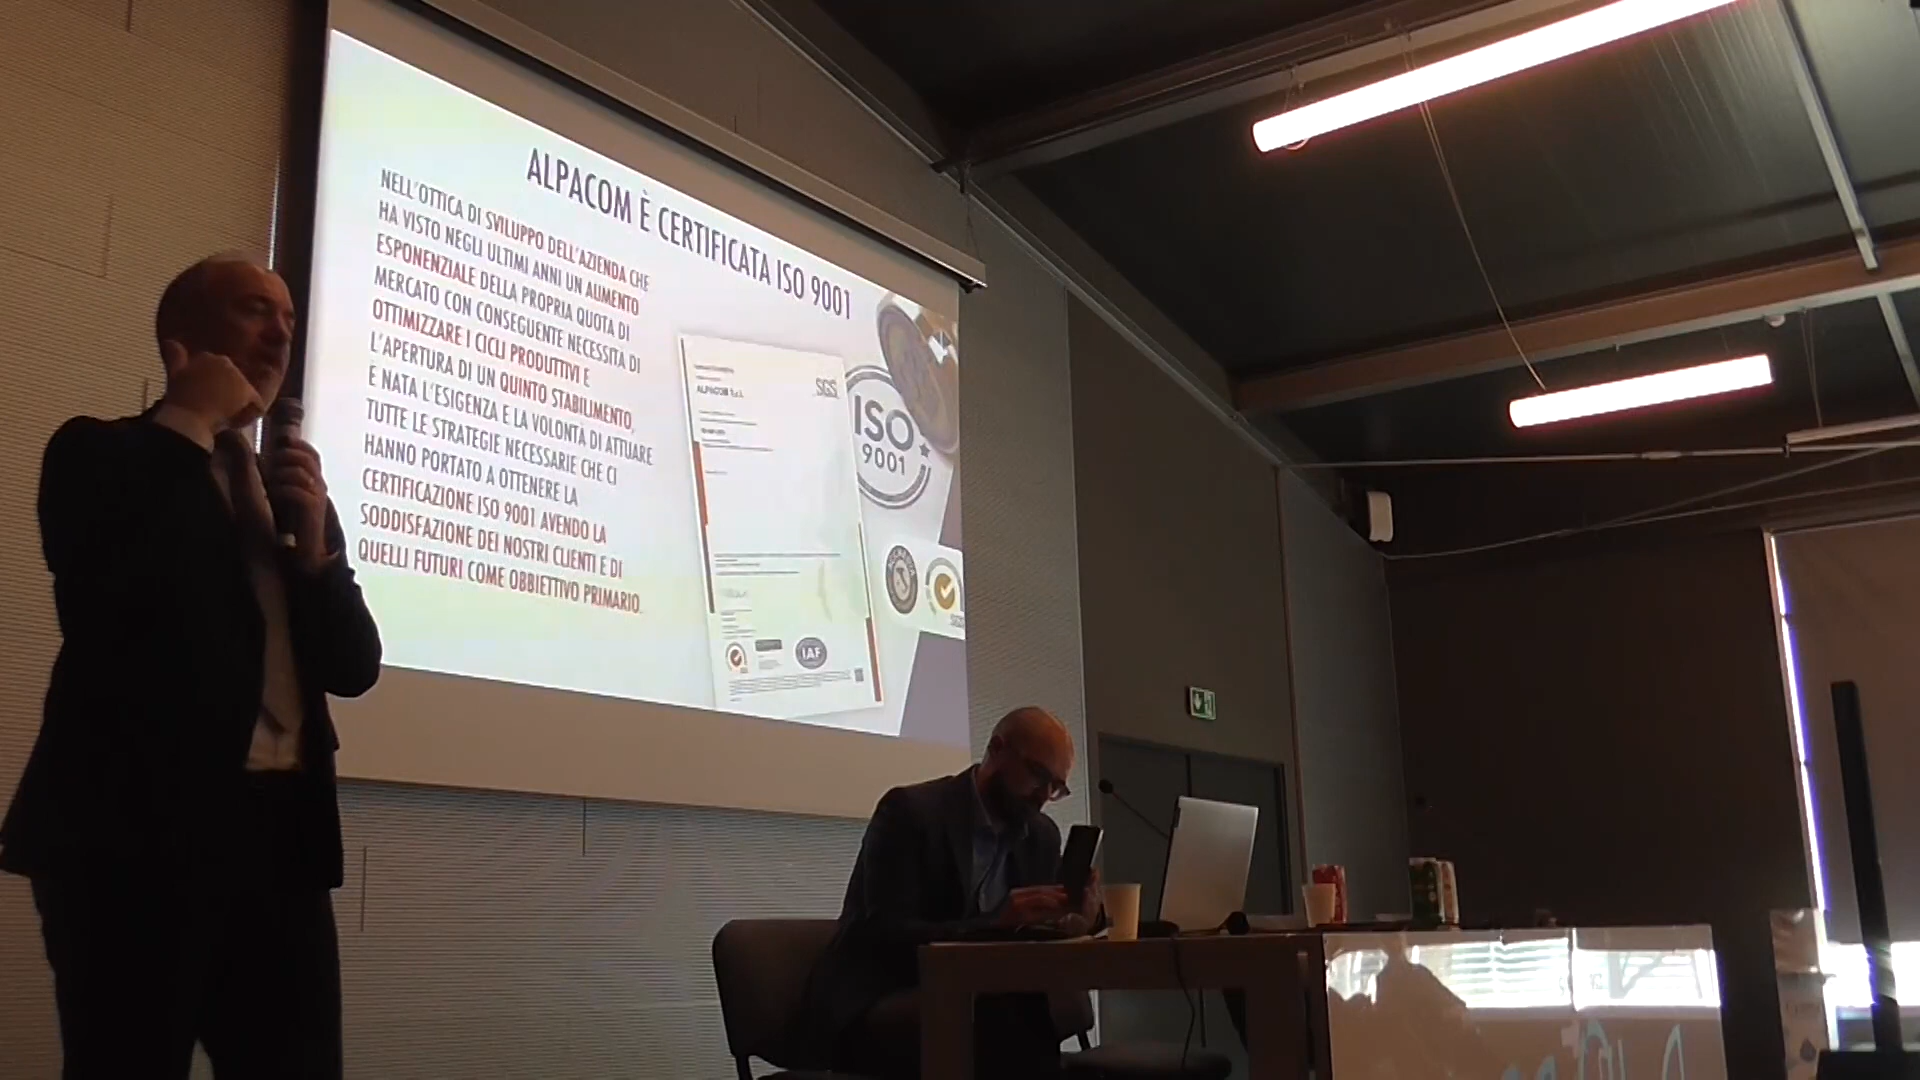 ALPACOM È CERTIFICATA ISO 9001
NELL'OTTICA DI SVILUPPO DELL'AZIENDA CHE
HA VISTO NEGLI ULTIMI ANNI UN AUMENTO
ESPONENZIALE DELLA PROPRIA QUOTA DI
MERCATO CON CONSEGUENTE NECESSITÀ DI
OTTIMIZZARE I CICLI PRODUTTIVI E
L'APERTURA DI UN QUINTO STABILIMENTO,
È NATA L'ESIGENZA E LA VOLONTÀ DI ATTUARE
TUTTE LE STRATEGIE NECESSARIE CHE CI
HANNO PORTATO A OTTENERE LA
CERTIFICAZIONE ISO 9001 AVENDO LA
SODDISFAZIONE DEI NOSTRI CLIENTI E DI
QUELLI FUTURI COME OBBIETTIVO PRIMARIO.
ALPACOM S.r.l.
SGS
IAF
ISO
9001
SGS